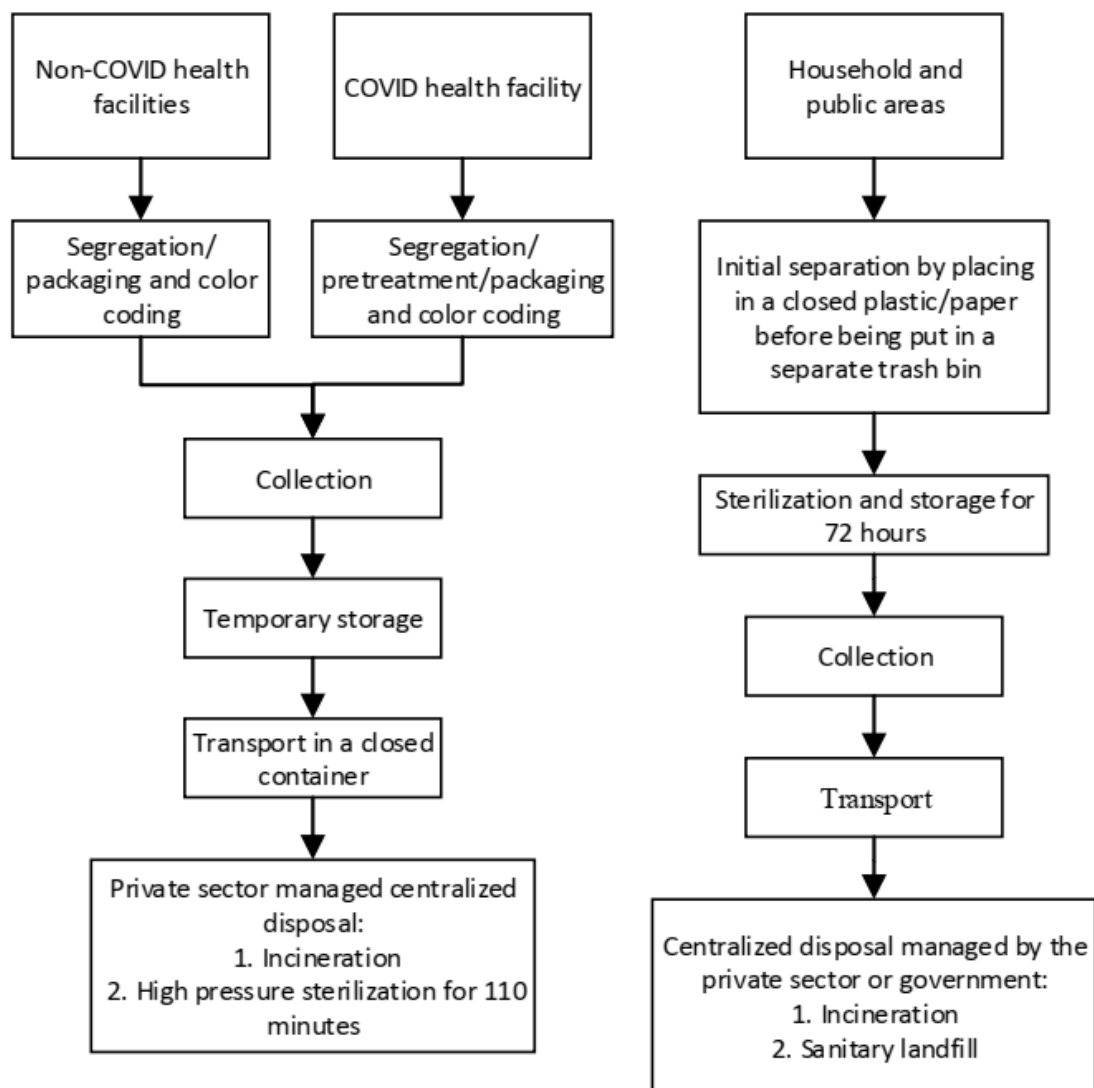 Non-COVID health
facilities
COVID health facility
Household and
public areas
Segregation/
packaging and color
coding
Segregation/
pretreatment/packaging
and color coding
Initial separation by placing
in a closed plastic/paper
before being put in a
separate trash bin
Collection
Sterilization and storage for
72 hours
Temporary storage
Collection
Transport in a closed
container
Transport
Private sector managed centralized
disposal:
1. Incineration
2. High pressure sterilization for 110
minutes
Centralized disposal managed by the
private sector or government:
1. Incineration
2. Sanitary landfill